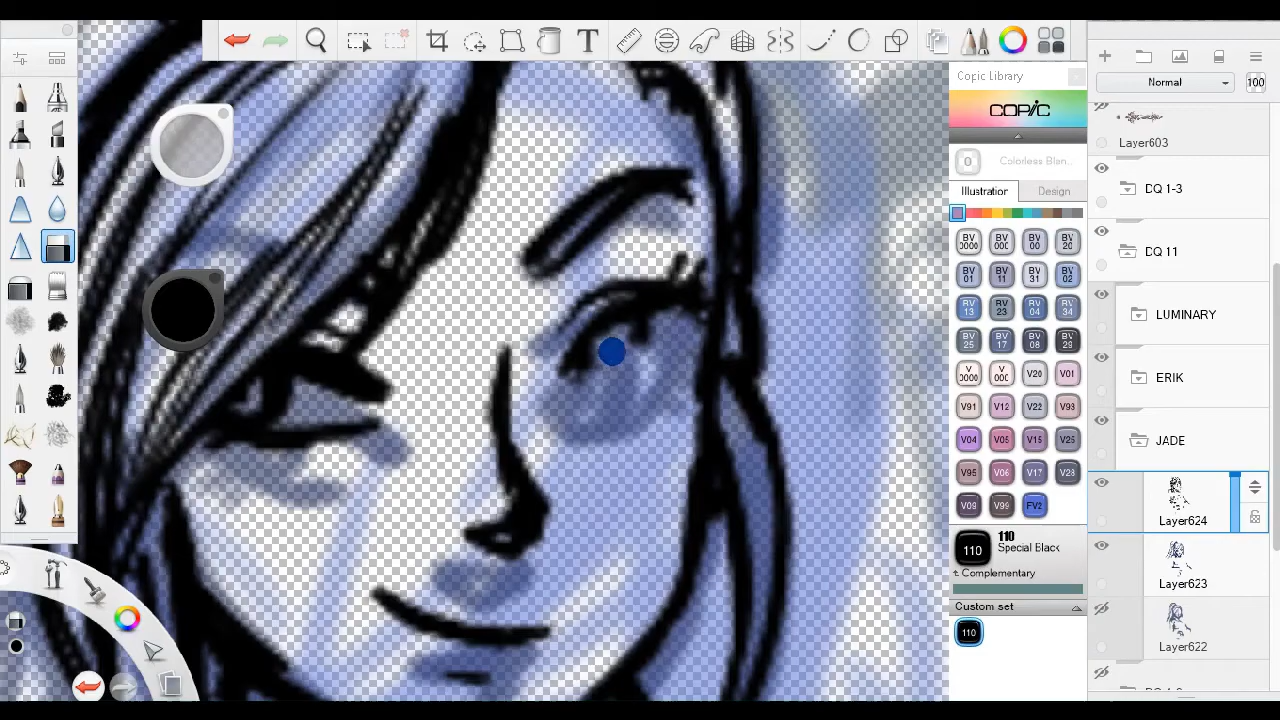 Copic Library
COPIC
0 Colorless Blen...
Illustration Design
BV 0000 BV 000 BV 00 BV 20
BV 01 BV 11 BV 31 BV 02
BV 13 BV 23 BV 04 BV 34
BV 25 BV 17 BV 08 BV 29
V 0000 V 000 V20 V01
V91 V12 V22 V93
V04 V05 V15 V25
V95 V06 V17 V28
V09 V99 FV2
110
110
Special Black
Complementary
Custom set
110
T
Normal 100
Layer603
DQ 1-3
DQ 11
LUMINARY
ERIK
JADE
Layer624
Layer623
Layer622